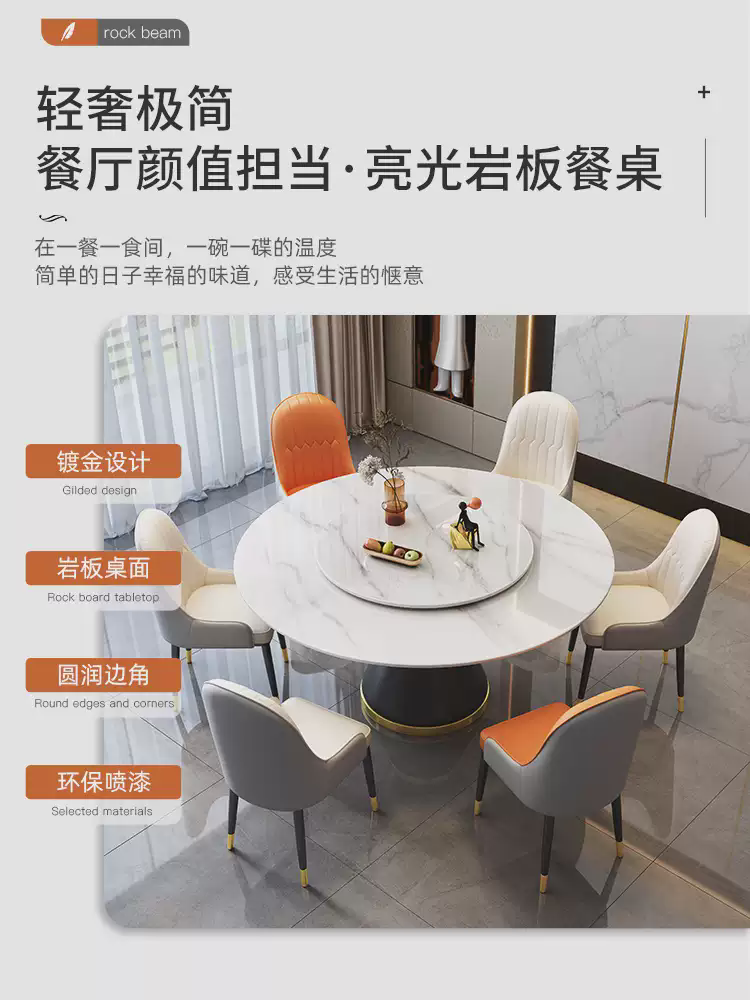 rock beam
轻奢极简
餐厅颜值担当·亮光岩板餐桌
在一餐一食间，一碗一碟的温度
简单的日子幸福的味道，感受生活的惬意
镀金设计
Gilded design
岩板桌面
Rock board tabletop
圆润边角
Round edges and corners
环保喷漆
Selected materials